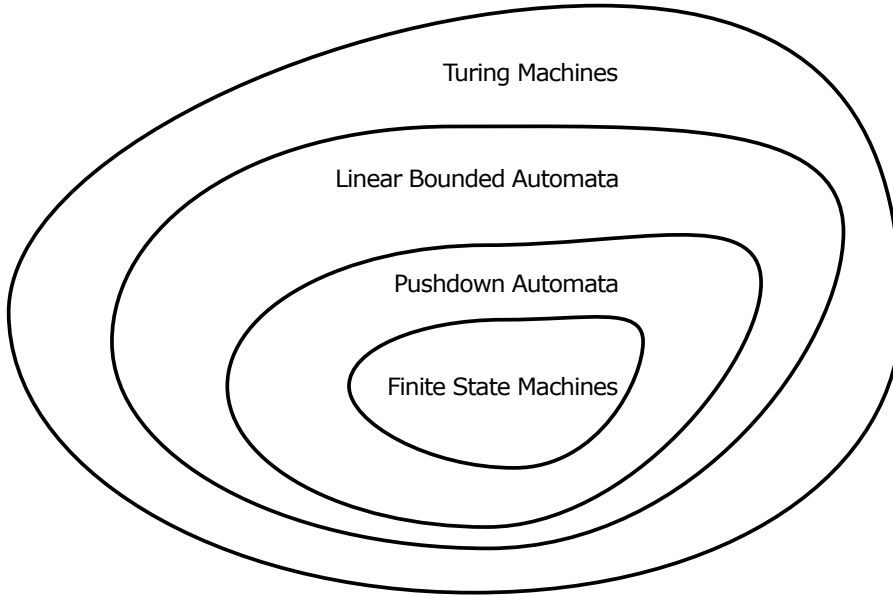 Turing Machines
Linear Bounded Automata
Pushdown Automata
Finite State Machines